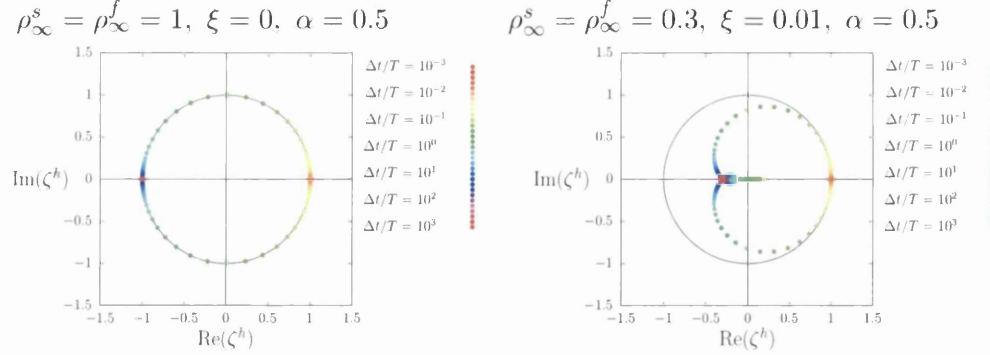 ρ^s_∞ = ρ^f_∞ = 1, ξ = 0, α = 0.5
1.5
1
0.5
Im(ζ^h) 0
−0.5
−1
−1.5
−1.5 −1 −0.5 0 0.5 1 1.5
Re(ζ^h)
Δt/T = 10^−3
Δt/T = 10^−2
Δt/T = 10^−1
Δt/T = 10^0
Δt/T = 10^1
Δt/T = 10^2
Δt/T = 10^3
ρ^s_∞ = ρ^f_∞ = 0.3, ξ = 0.01, α = 0.5
1.5
1
0.5
Im(ζ^h) 0
−0.5
−1
−1.5
−1.5 −1 −0.5 0 0.5 1 1.5
Re(ζ^h)
Δt/T = 10^−3
Δt/T = 10^−2
Δt/T = 10^−1
Δt/T = 10^0
Δt/T = 10^1
Δt/T = 10^2
Δt/T = 10^3